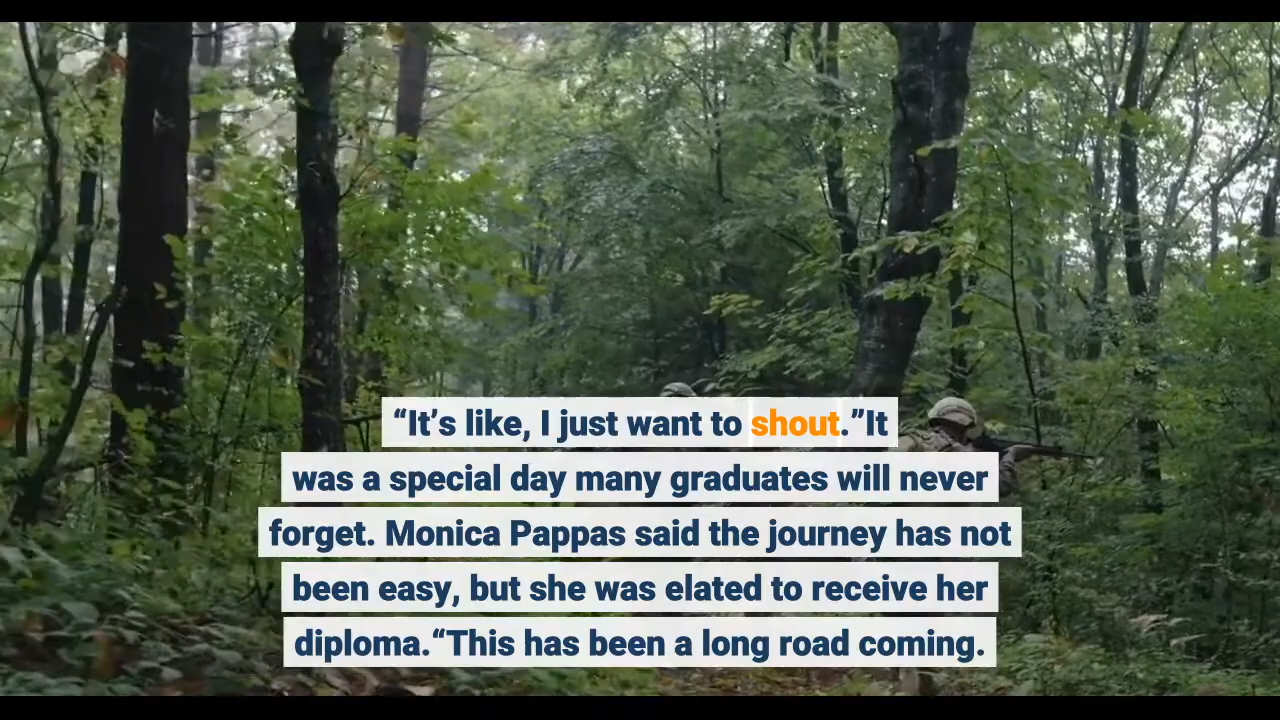 “It’s like, I just want to shout.”It
was a special day many graduates will never
forget. Monica Pappas said the journey has not
been easy, but she was elated to receive her
diploma.“This has been a long road coming.